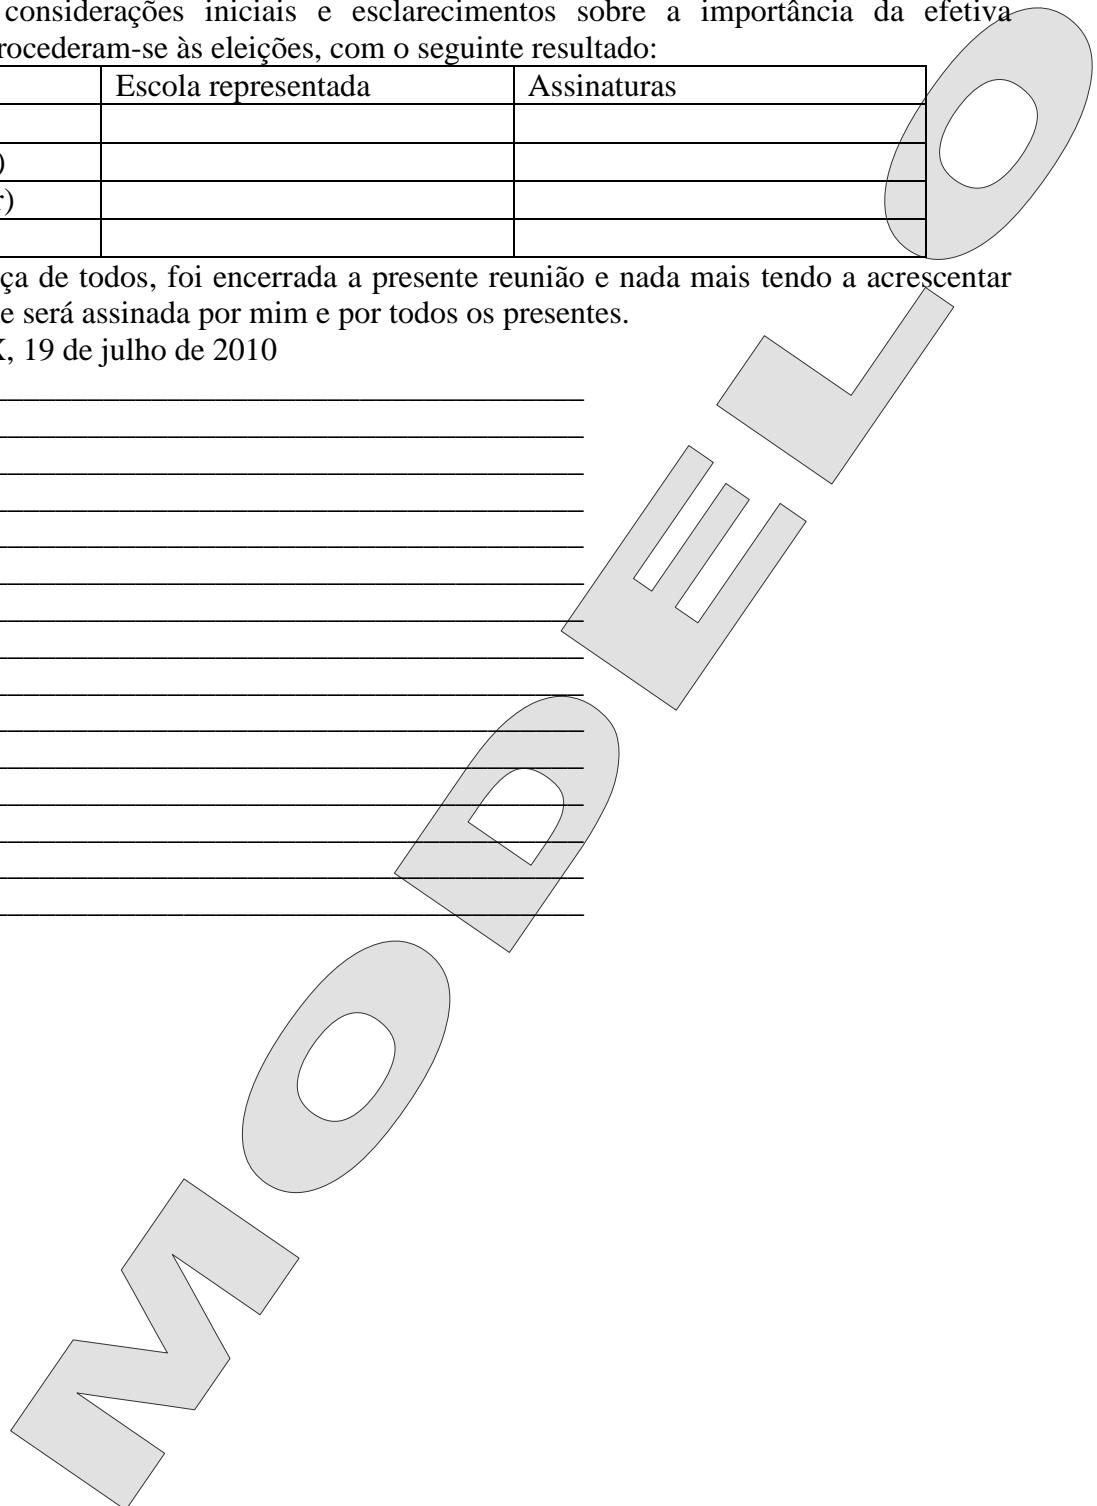 considerações iniciais e esclarecimentos sobre a importância da efetiva
rocederam-se às eleições, com o seguinte resultado:
Escola representada Assinaturas
)
r)
ça de todos, foi encerrada a presente reunião e nada mais tendo a acrescentar
e será assinada por mim e por todos os presentes.
X, 19 de julho de 2010
MODELO